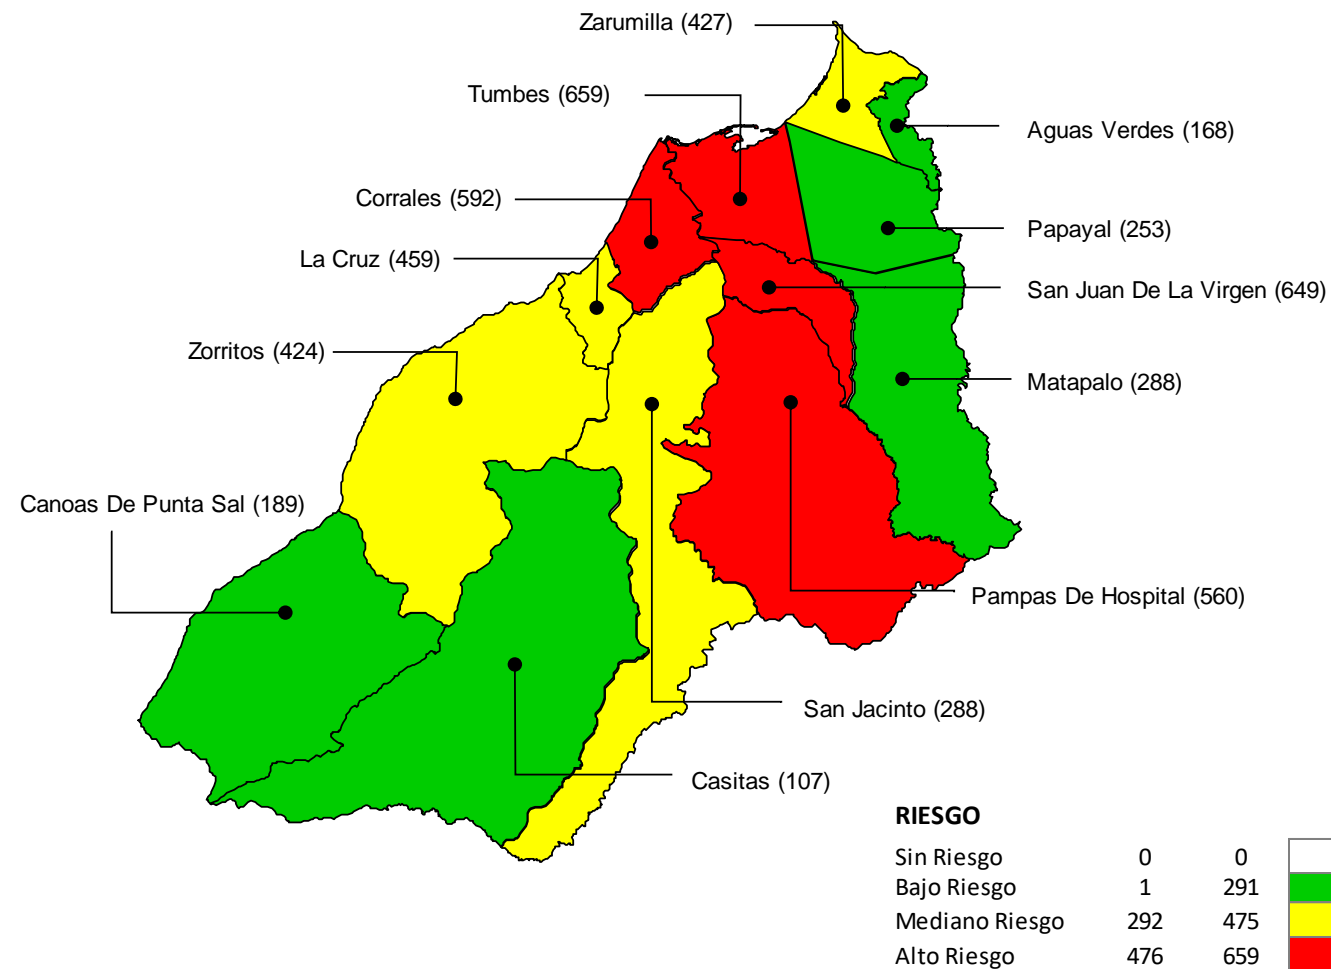 Zarumilla (427)
Tumbes (659)
Aguas Verdes (168)
Corrales (592)
Papayal (253)
La Cruz (459)
San Juan De La Virgen (649)
Zorritos (424)
Matapalo (288)
Canoas De Punta Sal (189)
Pampas De Hospital (560)
San Jacinto (288)
Casitas (107)
RIESGO
Sin Riesgo 0 0
Bajo Riesgo 1 291
Mediano Riesgo 292 475
Alto Riesgo 476 659